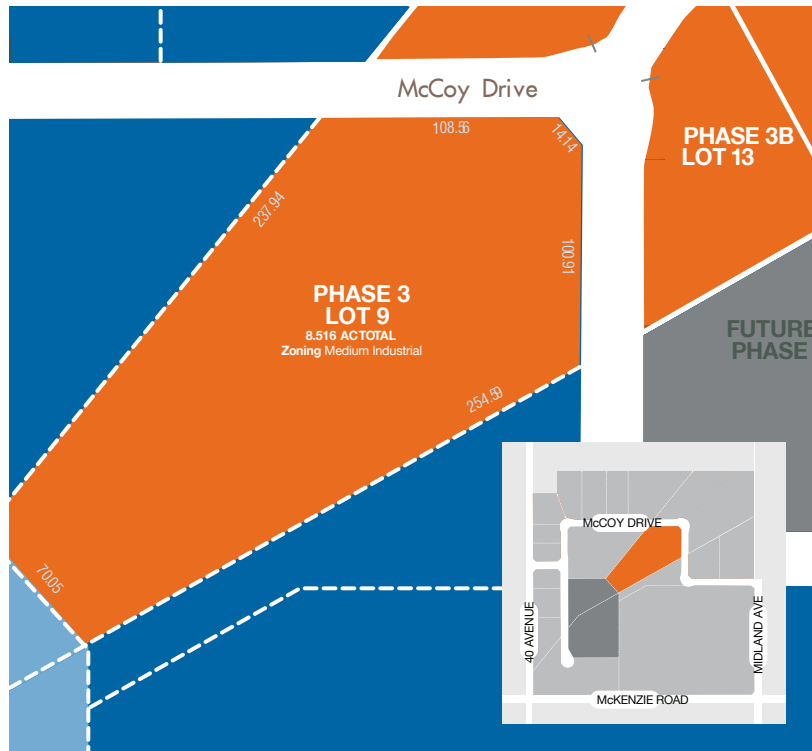 McCoy Drive
108.56
14.14
PHASE 3B
LOT 13
237.94
100.91
PHASE 3
LOT 9
8.516 ACTOTAL
Zoning Medium Industrial
FUTURE
PHASE
254.59
70.05
McCOY DRIVE
40 AVENUE
MIDLAND AVE
McKENZIE ROAD